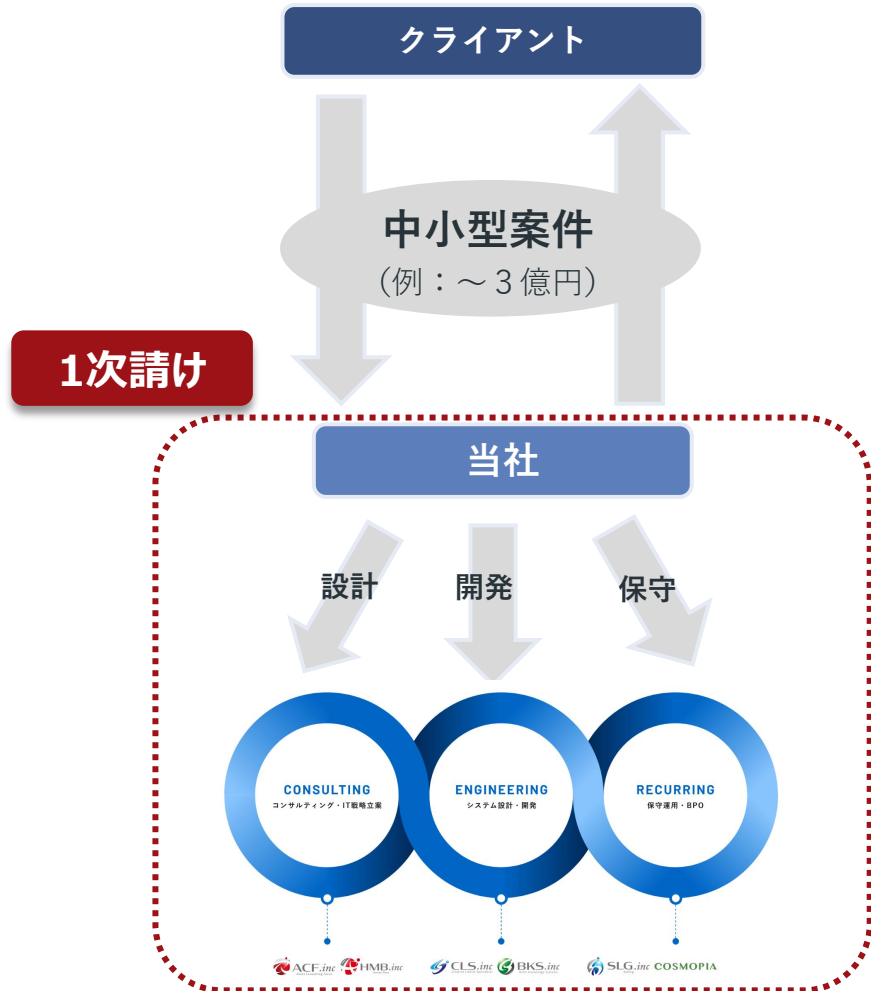 クライアント
中小型案件
(例：～３億円)
1次請け
当社
設計
開発
保守
CONSULTING
コンサルティング・IT戦略立案
ENGINEERING
システム設計・開発
RECURRING
保守運用・BPO
ACF.inc
HMB.inc
CLS.inc
BKS.inc
SLG.inc
COSMOPIA